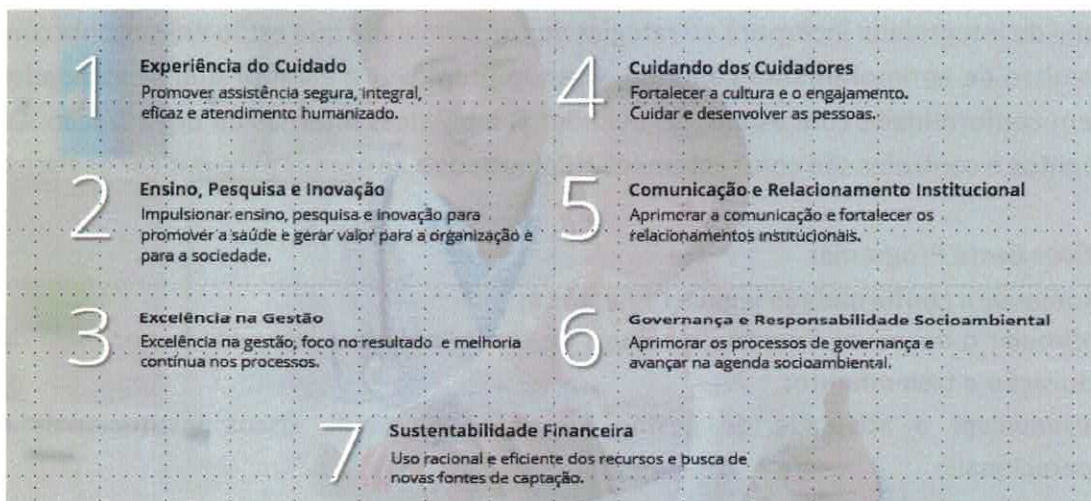 1
Experiência do Cuidado
Promover assistência segura, integral,
eficaz e atendimento humanizado.
2
Ensino, Pesquisa e Inovação
Impulsionar ensino, pesquisa e inovação para
promover a saúde e gerar valor para a organização e
para a sociedade.
3
Excelência na Gestão
Excelência na gestão, foco no resultado e melhoria
contínua nos processos.
4
Cuidando dos Cuidadores
Fortalecer a cultura e o engajamento.
Cuidar e desenvolver as pessoas.
5
Comunicação e Relacionamento Institucional
Aprimorar a comunicação e fortalecer os
relacionamentos institucionais.
6
Governança e Responsabilidade Socioambiental
Aprimorar os processos de governança e
avançar na agenda socioambiental.
7
Sustentabilidade Financeira
Uso racional e eficiente dos recursos e busca de
novas fontes de captação.